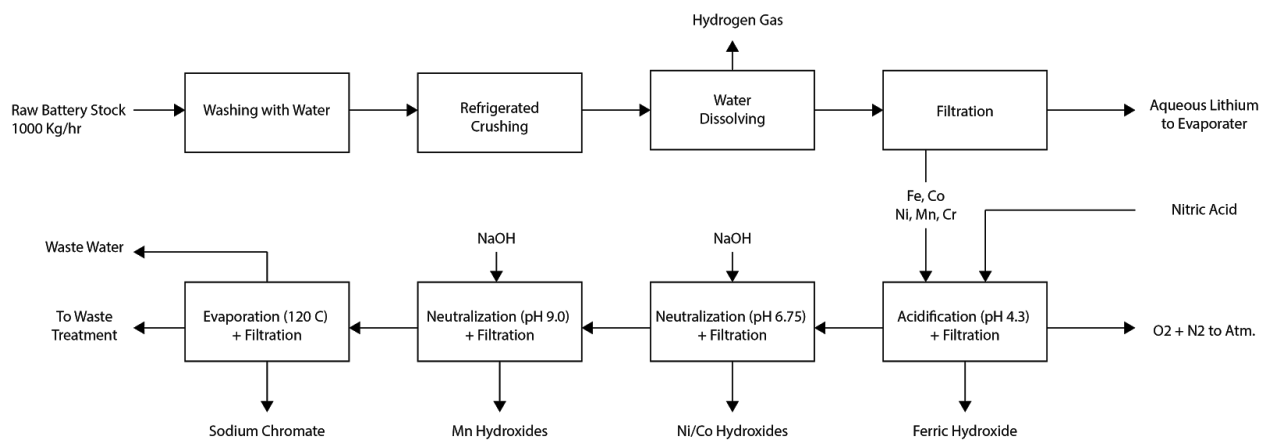 Hydrogen Gas
Raw Battery Stock
1000 Kg/hr
Washing with Water
Refrigerated
Crushing
Water
Dissolving
Filtration
Aqueous Lithium
to Evaporater
Fe, Co
Ni, Mn, Cr
Nitric Acid
Waste Water
NaOH
NaOH
To Waste
Treatment
Evaporation (120 C)
+ Filtration
Neutralization (pH 9.0)
+ Filtration
Neutralization (pH 6.75)
+ Filtration
Acidification (pH 4.3)
+ Filtration
O2 + N2 to Atm.
Sodium Chromate
Mn Hydroxides
Ni/Co Hydroxides
Ferric Hydroxide